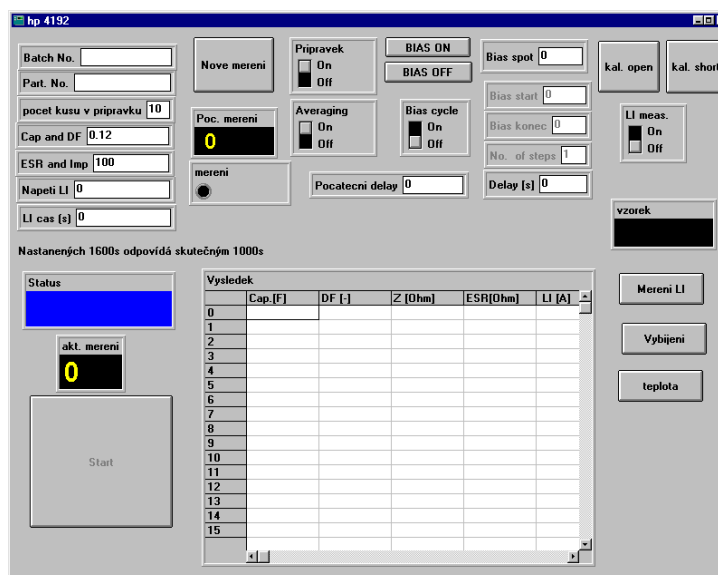 hp 4192
Batch No.
Part. No.
pocet kusu v pripravku 10
Cap and DF 0.12
ESR and Imp 100
Napeti LI 0
LI cas (s) 0
Nove mereni
Poc. mereni
0
mereni
Pripravek
On
Off
Averaging
On
Off
BIAS ON
BIAS OFF
Bias cycle
On
Off
Pocatecni delay 0
Bias spot 0
Bias start 0
Bias konec 0
No. of steps 1
Delay [s] 0
kal. open
kal. short
LI meas.
On
Off
vzorek
Nastanených 1600s odpovídá skutečným 1000s
Status
akt. mereni
0
Start
Vysledek
Cap.[F] DF [-] Z [Ohm] ESR[Ohm] LI [A]
0
1
2
3
4
5
6
7
8
9
10
11
12
13
14
15
Mereni LI
Vybijeni
teplota